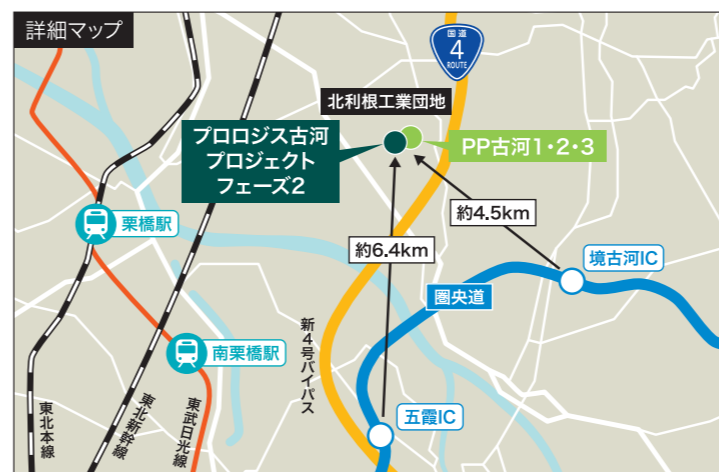 詳細マップ
国道
4
ROUTE
北利根工業団地
プロロジス古河
プロジェクト
フェーズ2
PP古河1・2・3
約4.5km
約6.4km
栗橋駅
境古河IC
圏央道
南栗橋駅
新4号バイパス
五霞IC
東北本線
東北新幹線
東武日光線